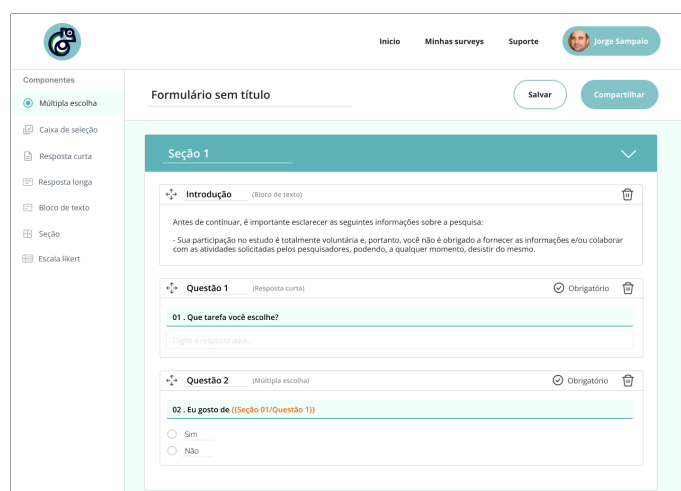 Inicio Minhas surveys Suporte Jorge Sampaio
Componentes
Múltipla escolha
Caixa de seleção
Resposta curta
Resposta longa
Bloco de texto
Seção
Escala likert
Formulário sem título
Salvar Compartilhar
Seção 1
Introdução (Bloco de texto)
Antes de continuar, é importante esclarecer as seguintes informações sobre a pesquisa:
- Sua participação no estudo é totalmente voluntária e, portanto, você não é obrigado a fornecer as informações e/ou colaborar
com as atividades solicitadas pelos pesquisadores, podendo, a qualquer momento, desistir do mesmo.
Questão 1 (Resposta curta) Obrigatório
01 . Que tarefa você escolhe?
Digite a resposta aqui...
Questão 2 (Múltipla escolha) Obrigatório
02 . Eu gosto de {{Seção 01/Questão 1}}
Sim
Não